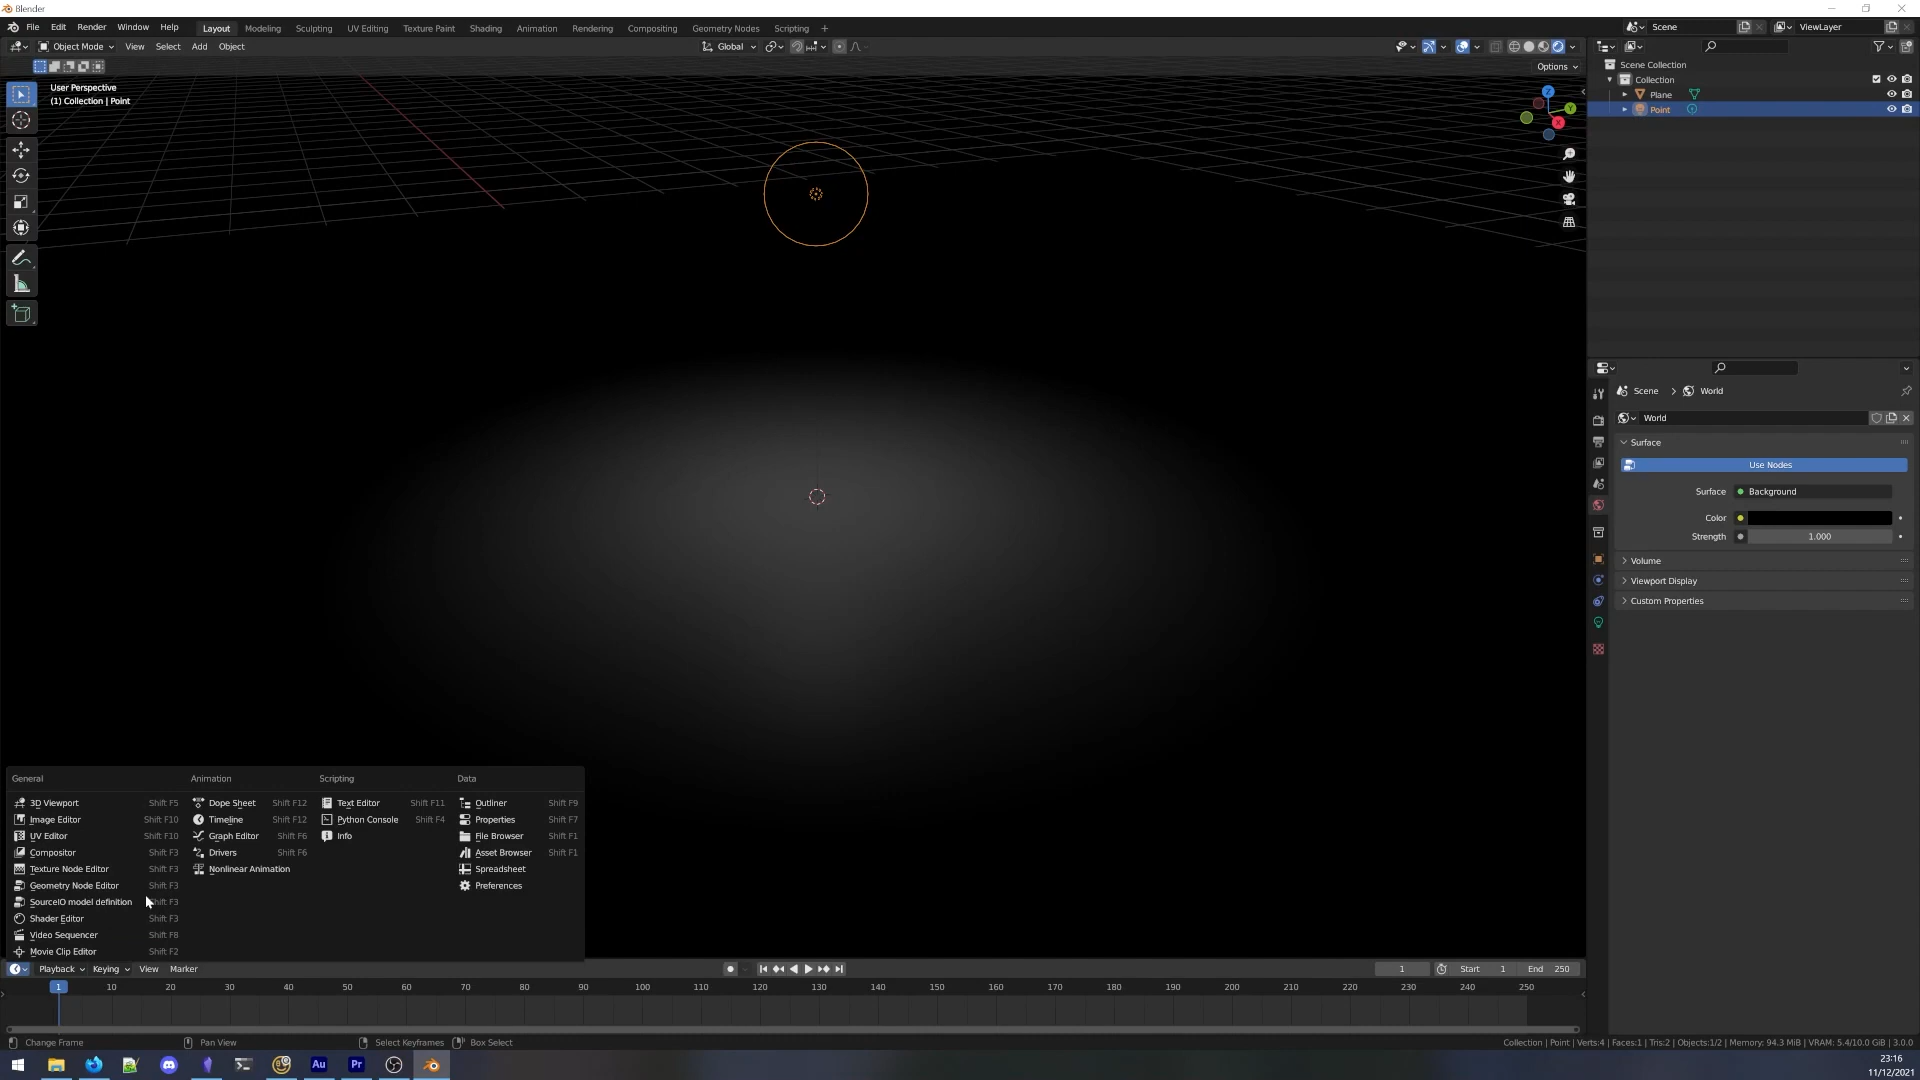 Blender
File Edit Render Window Help Layout Modeling Sculpting UV Editing Texture Paint Shading Animation Rendering Compositing Geometry Nodes Scripting + Scene ViewLayer
Object Mode View Select Add Object Global
Options
User Perspective
(1) Collection | Point
Z
Y
X
Scene Collection
Collection
Plane
Point
Scene > World
World
Surface
Use Nodes
Surface Background
Color
Strength 1.000
Volume
Viewport Display
Custom Properties
General Animation Scripting Data
3D Viewport Shift F5 Dope Sheet Shift F12 Text Editor Shift F11 Outliner Shift F9
Image Editor Shift F10 Timeline Shift F12 Python Console Shift F4 Properties Shift F7
UV Editor Shift F10 Graph Editor Shift F6 Info File Browser Shift F1
Compositor Shift F3 Drivers Shift F6 Asset Browser Shift F1
Texture Node Editor Shift F3 Nonlinear Animation Spreadsheet
Geometry Node Editor Shift F3 Preferences
SourceIO model definition Shift F3
Shader Editor Shift F3
Video Sequencer Shift F8
Movie Clip Editor Shift F2
Playback Keying View Marker 1 Start 1 End 250
1 10 20 30 40 50 60 70 80 90 100 110 120 130 140 150 160 170 180 190 200 210 220 230 240 250
Change Frame Pan View Select Keyframes Box Select Collection | Point | Verts:4 | Faces:1 | Tris:2 | Objects:1/2 | Memory: 94.3 MiB | VRAM: 5.4/10.0 GiB | 3.0.0
Au Pr
23:16
11/12/2021